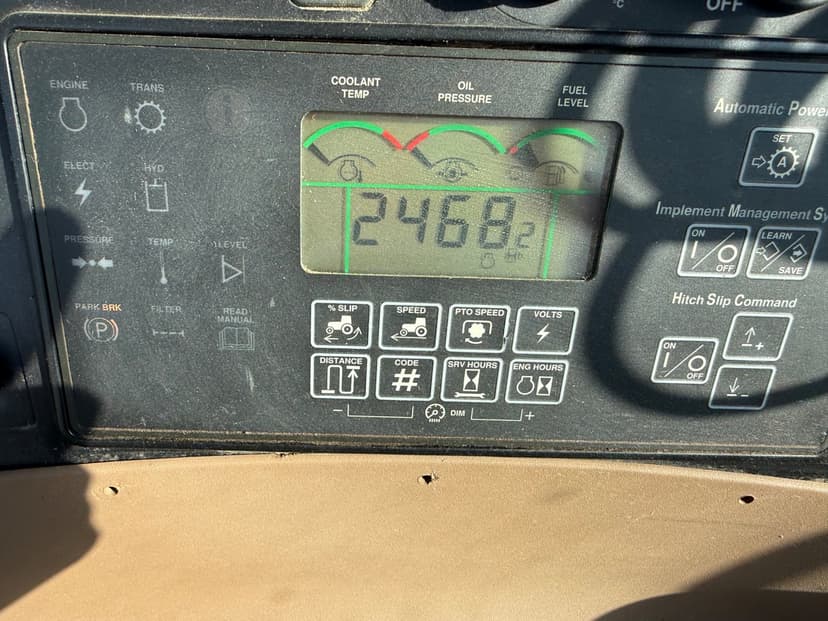 °C
OFF
ENGINE
TRANS
COOLANT
TEMP
OIL
PRESSURE
FUEL
LEVEL
Automatic Power
SET
A
ELECT
HYD
24682
Implement Management Sy
ON
OFF
LEARN
SAVE
PRESSURE
TEMP
LEVEL
Hitch Slip Command
PARK BRK
P
FILTER
READ
MANUAL
% SLIP
SPEED
PTO SPEED
VOLTS
ON
OFF
+
DISTANCE
CODE
#
SRV HOURS
ENG HOURS
-
- DIM +